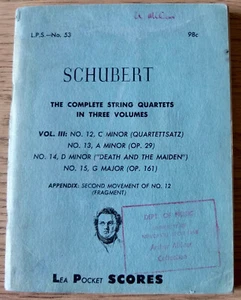 L.P.S—No. 53
98c
SCHUBERT
THE COMPLETE STRING QUARTETS
IN THREE VOLUMES
VOL. III: NO. 12, C MINOR (QUARTETTSATZ)
NO. 13, A MINOR (OP. 29)
NO. 14, D MINOR ("DEATH AND THE MAIDEN")
NO. 15, G MAJOR (OP. 161)
APPENDIX: SECOND MOVEMENT OF NO. 12
(FRAGMENT)
DEPT. OF MUSIC
LEA POCKET SCORES